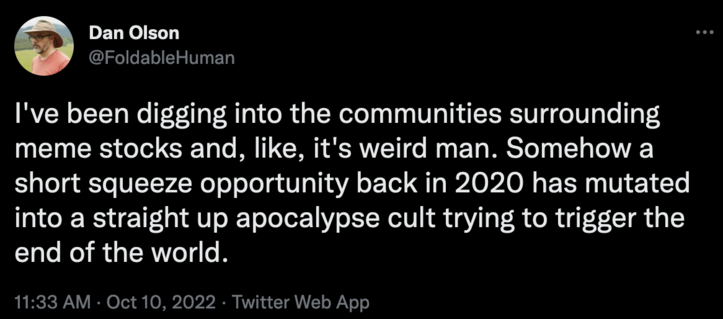 Dan Olson
@FoldableHuman
I've been digging into the communities surrounding
meme stocks and, like, it's weird man. Somehow a
short squeeze opportunity back in 2020 has mutated
into a straight up apocalypse cult trying to trigger the
end of the world.
11:33 AM · Oct 10, 2022 · Twitter Web App